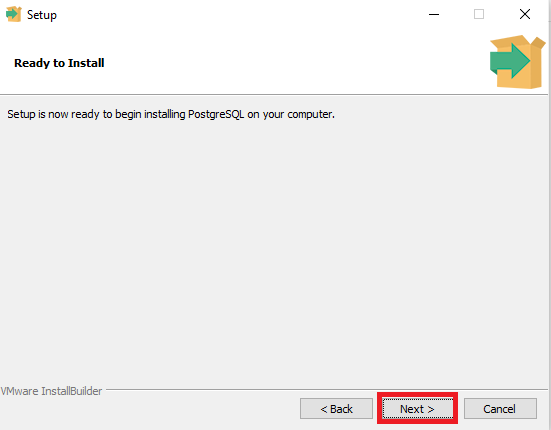 Setup
Ready to Install
Setup is now ready to begin installing PostgreSQL on your computer.
VMware InstallBuilder
< Back
Next >
Cancel